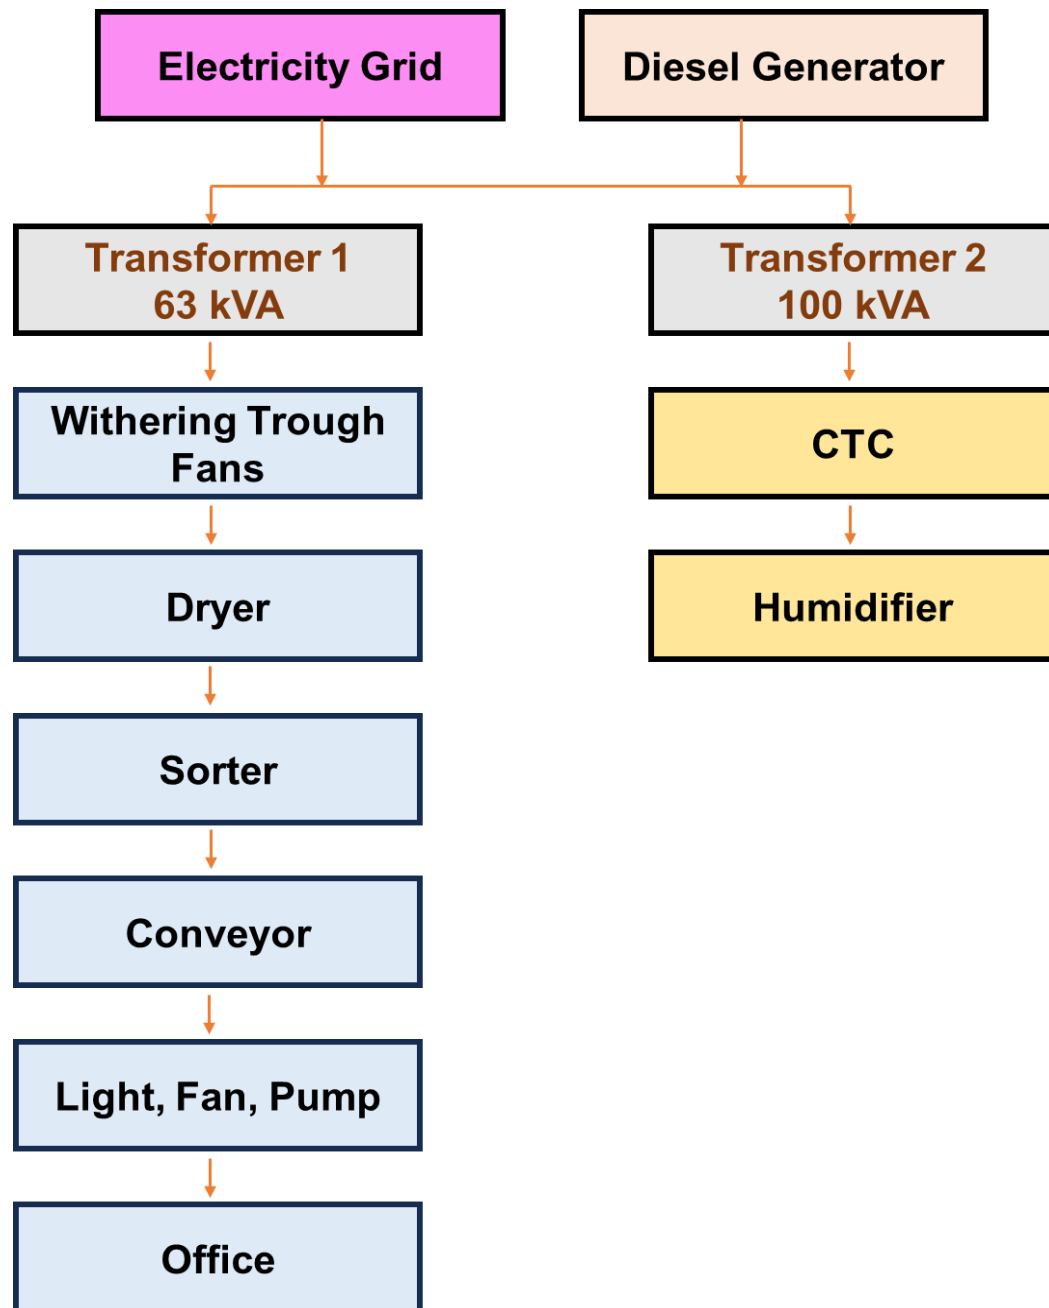 Electricity Grid
Diesel Generator
Transformer 1
63 kVA
Transformer 2
100 kVA
Withering Trough
Fans
CTC
Dryer
Humidifier
Sorter
Conveyor
Light, Fan, Pump
Office